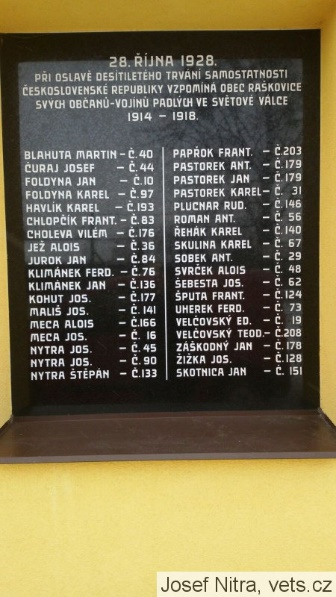 28. ŘÍJNA 1928.
PŘI OSLAVĚ DESÍTILETÉHO TRVÁNÍ SAMOSTATNOSTI
ČESKOSLOVENSKÉ REPUBLIKY VZPOMÍNÁ OBEC RAŠKOVICE
SVÝCH OBČANŮ-VOJÍNŮ PADLÝCH VE SVĚTOVÉ VÁLCE
1914 – 1918.
BLAHUTA MARTIN – Č. 40
ČURAJ JOSEF – Č. 44
FOLDYNA JAN – Č. 10
FOLDYNA KAREL – Č. 97
HAVLÍK KAREL – Č. 193
CHLOPČÍK FRANT. – Č. 83
CHOLEVA VILÉM – Č. 176
JEŽ ALOIS – Č. 36
JUROK JAN – Č. 84
KLIMÁNEK FERD. – Č. 76
KLIMÁNEK JAN – Č. 136
KOHUT JOS. – Č. 177
MALIŠ JOS. – Č. 141
MECA ALOIS – Č. 166
MECA JOS. – Č. 16
NYTRA JOS. – Č. 45
NYTRA JOS. – Č. 90
NYTRA ŠTĚPÁN – Č. 133
PAPŘOK FRANT. – Č. 203
PASTOREK ANT. – Č. 179
PASTOREK JAN – Č. 179
PASTOREK KAREL – Č. 31
PLUCNAR RUD. – Č. 146
ROMAN ANT. – Č. 56
ŘEHÁK KAREL – Č. 140
SKULINA KAREL – Č. 67
SOBEK ANT. – Č. 29
SVRČEK ALOIS – Č. 48
ŠEBESTA JOS. – Č. 62
ŠPUTA FRANT. – Č. 124
UHEREK FERD. – Č. 73
VELČOVSKÝ ED. – Č. 19
VELČOVSKÝ TEOD. – Č. 208
ZÁŠKODNÝ JAN – Č. 178
ŽIŽKA JOS. – Č. 128
SKOTNICA JAN – Č. 151
Josef Nitra, vets.cz